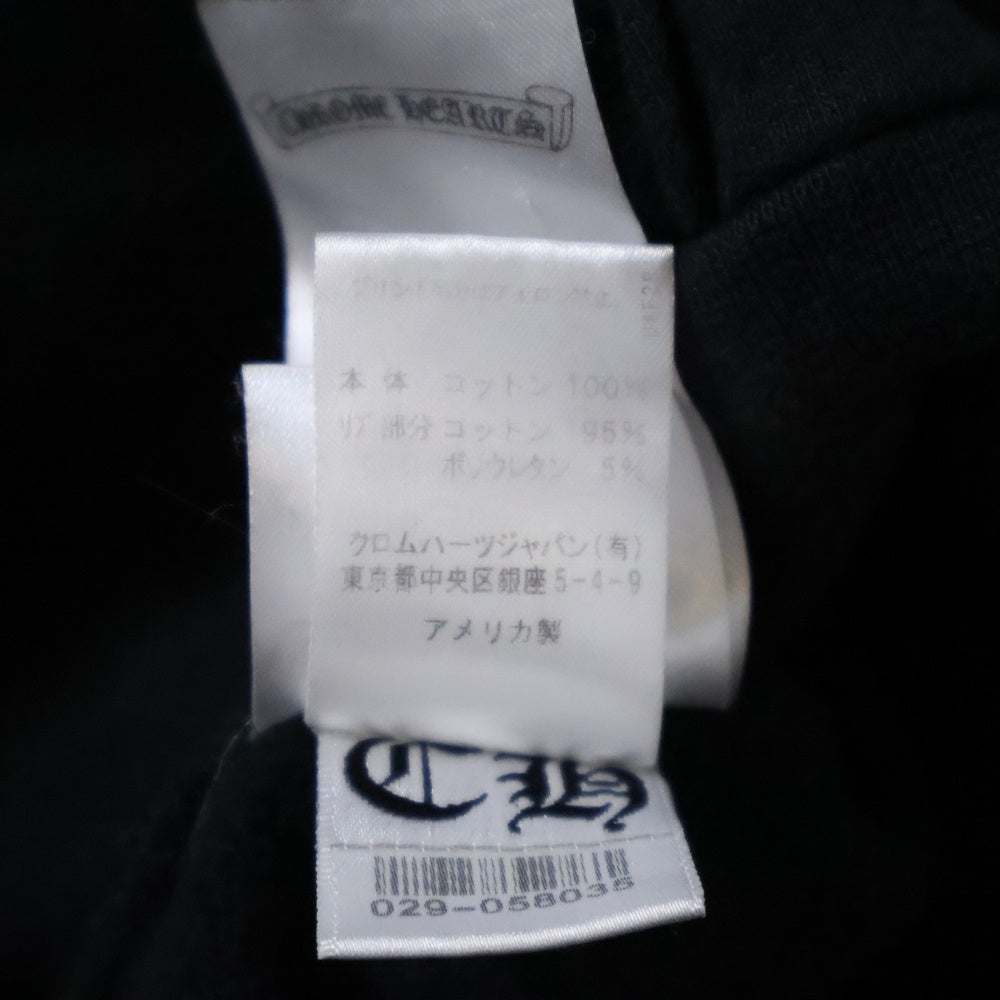 CHROME HEARTS
本体 コットン 100%
リブ部分 コットン 95%
ポリウレタン 5%
クロムハーツジャパン(有)
東京都中央区銀座5-4-9
アメリカ製
CH
029-058035